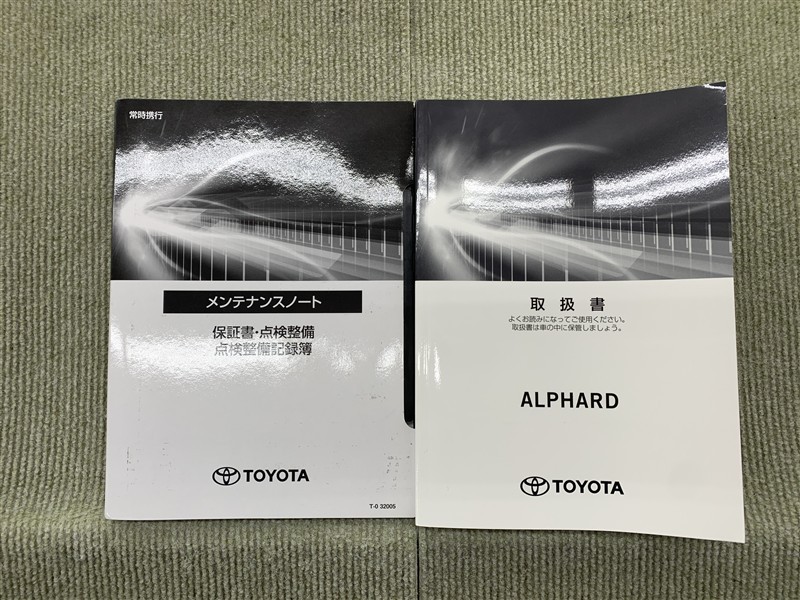 常時携行
メンテナンスノート
保証書・点検整備
点検整備記録簿
TOYOTA
T-0 32005
取扱書
よくお読みになってご使用ください。
取扱書は車の中に保管しましょう。
ALPHARD
TOYOTA